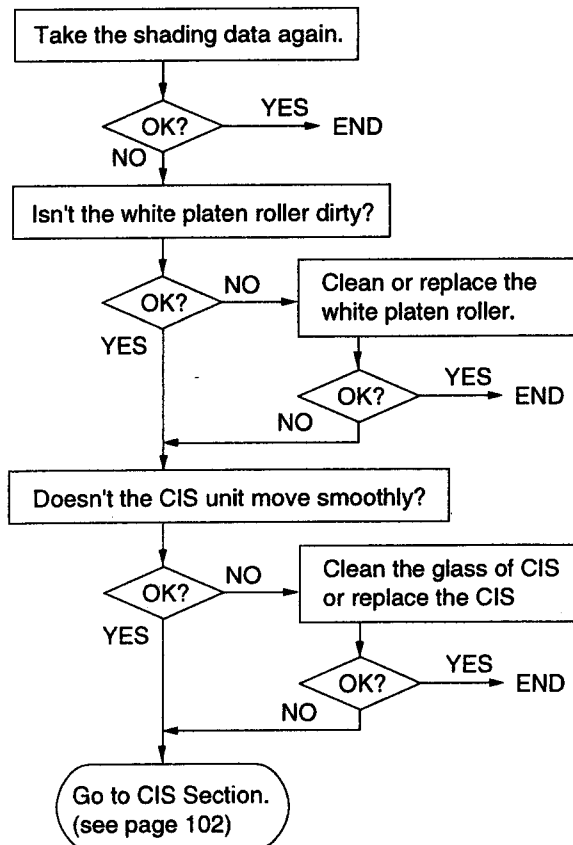 Take the shading data again.
OK?
YES
END
NO
Isn't the white platen roller dirty?
OK?
NO
Clean or replace the
white platen roller.
YES
OK?
YES
END
NO
Doesn't the CIS unit move smoothly?
OK?
NO
Clean the glass of CIS
or replace the CIS
YES
OK?
YES
END
NO
Go to CIS Section.
(see page 102)